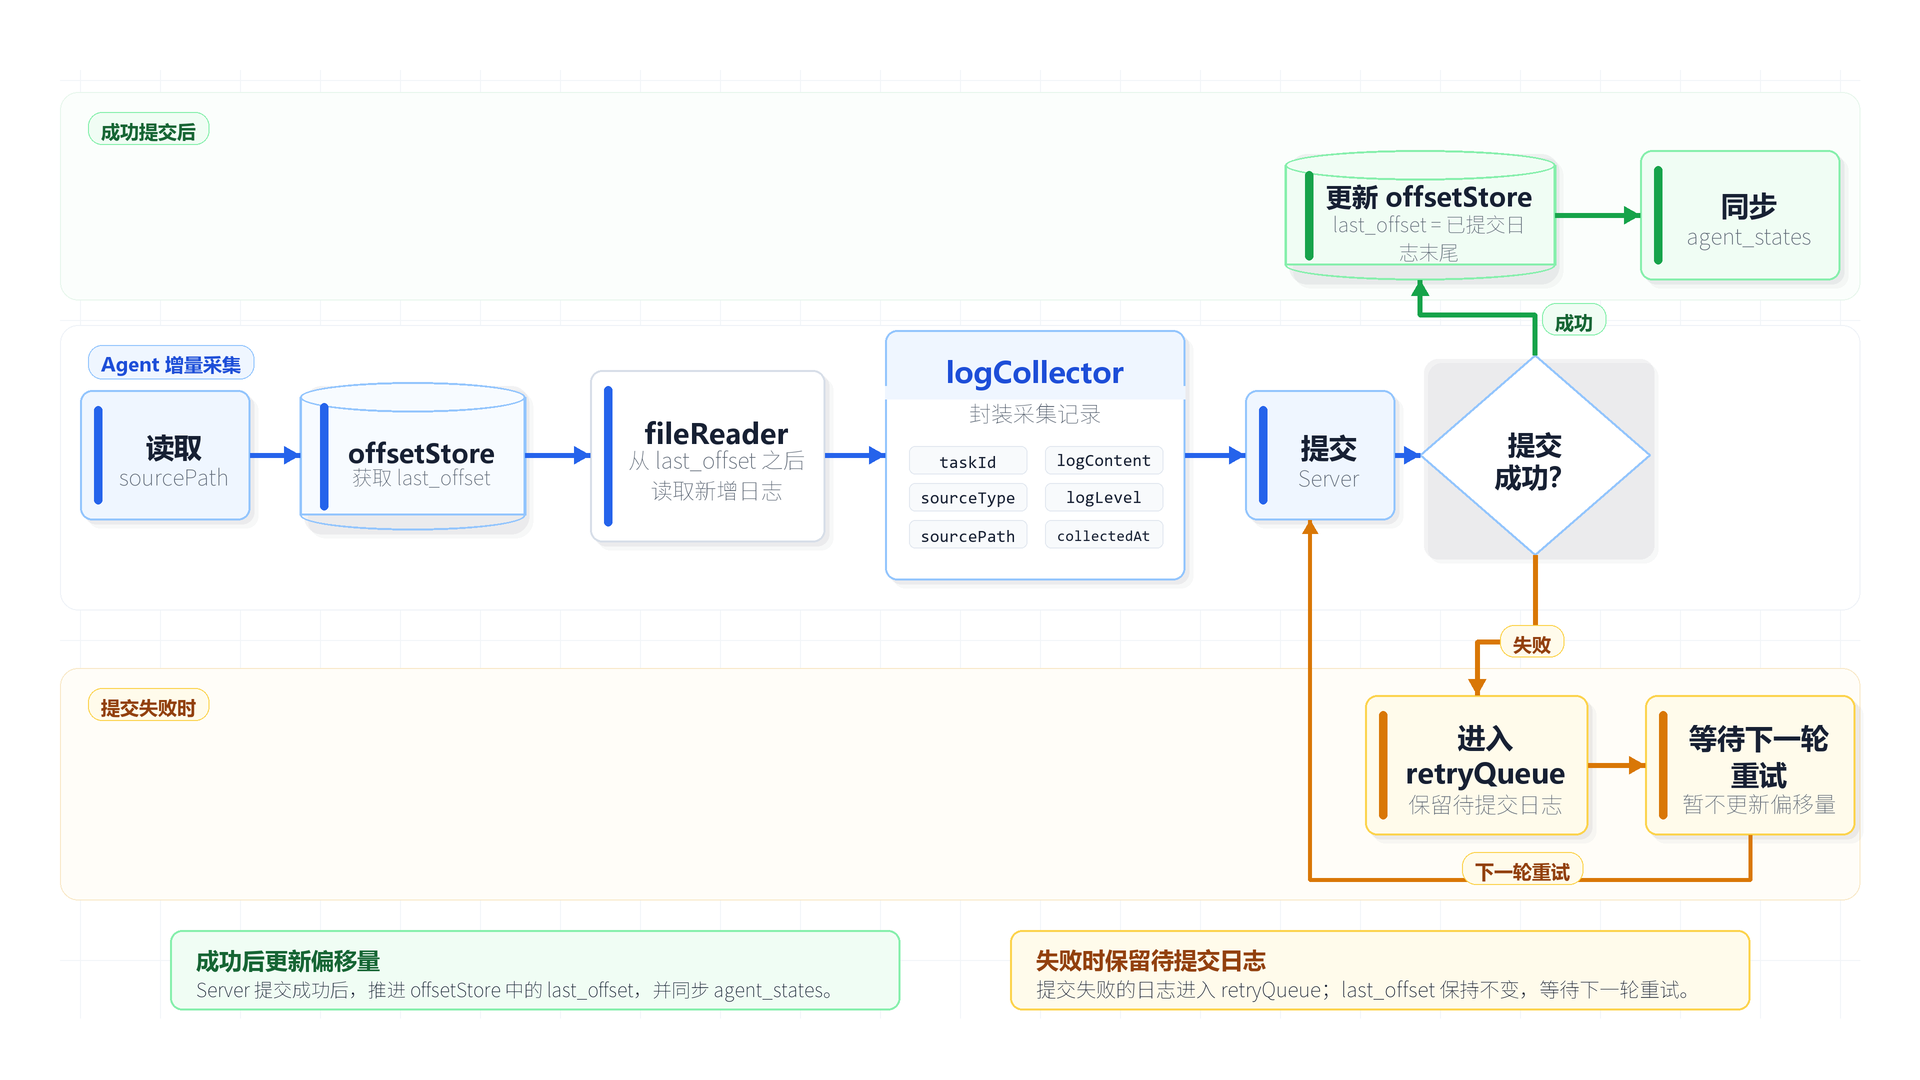 成功提交后
更新 offsetStore
last_offset = 已提交日
志末尾
同步
agent_states
成功
Agent 增量采集
读取
sourcePath
offsetStore
获取 last_offset
fileReader
从 last_offset 之后
读取新增日志
logCollector
封装采集记录
taskId
logContent
sourceType
logLevel
sourcePath
collectedAt
提交
Server
提交
成功？
失败
提交失败时
进入
retryQueue
保留待提交日志
等待下一轮
重试
暂不更新偏移量
下一轮重试
成功后更新偏移量
Server 提交成功后，推进 offsetStore 中的 last_offset，并同步 agent_states。
失败时保留待提交日志
提交失败的日志进入 retryQueue；last_offset 保持不变，等待下一轮重试。